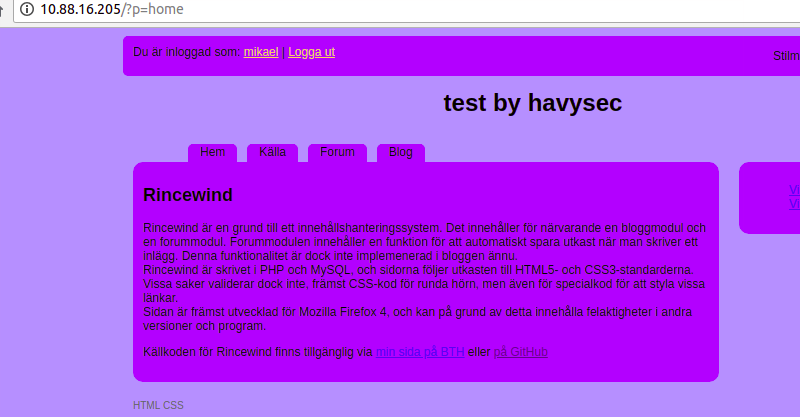 10.88.16.205/?p=home
Du är inloggad som: mikael | Logga ut
Stilm
test by havysec
Hem Källa Forum Blog
Rincewind
Rincewind är en grund till ett innehållshanteringssystem. Det innehåller för närvarande en bloggmodul och
en forummodul. Forummodulen innehåller en funktion för att automatiskt spara utkast när man skriver ett
inlägg. Denna funktionalitet är dock inte implemenerad i bloggen ännu.
Rincewind är skrivet i PHP och MySQL, och sidorna följer utkasten till HTML5- och CSS3-standarderna.
Vissa saker validerar dock inte, främst CSS-kod för runda hörn, men även för specialkod för att styla vissa
länkar.
Sidan är främst utvecklad för Mozilla Firefox 4, och kan på grund av detta innehålla felaktigheter i andra
versioner och program.
Källkoden för Rincewind finns tillgänglig via min sida på BTH eller på GitHub
Vi
Vi
HTML CSS